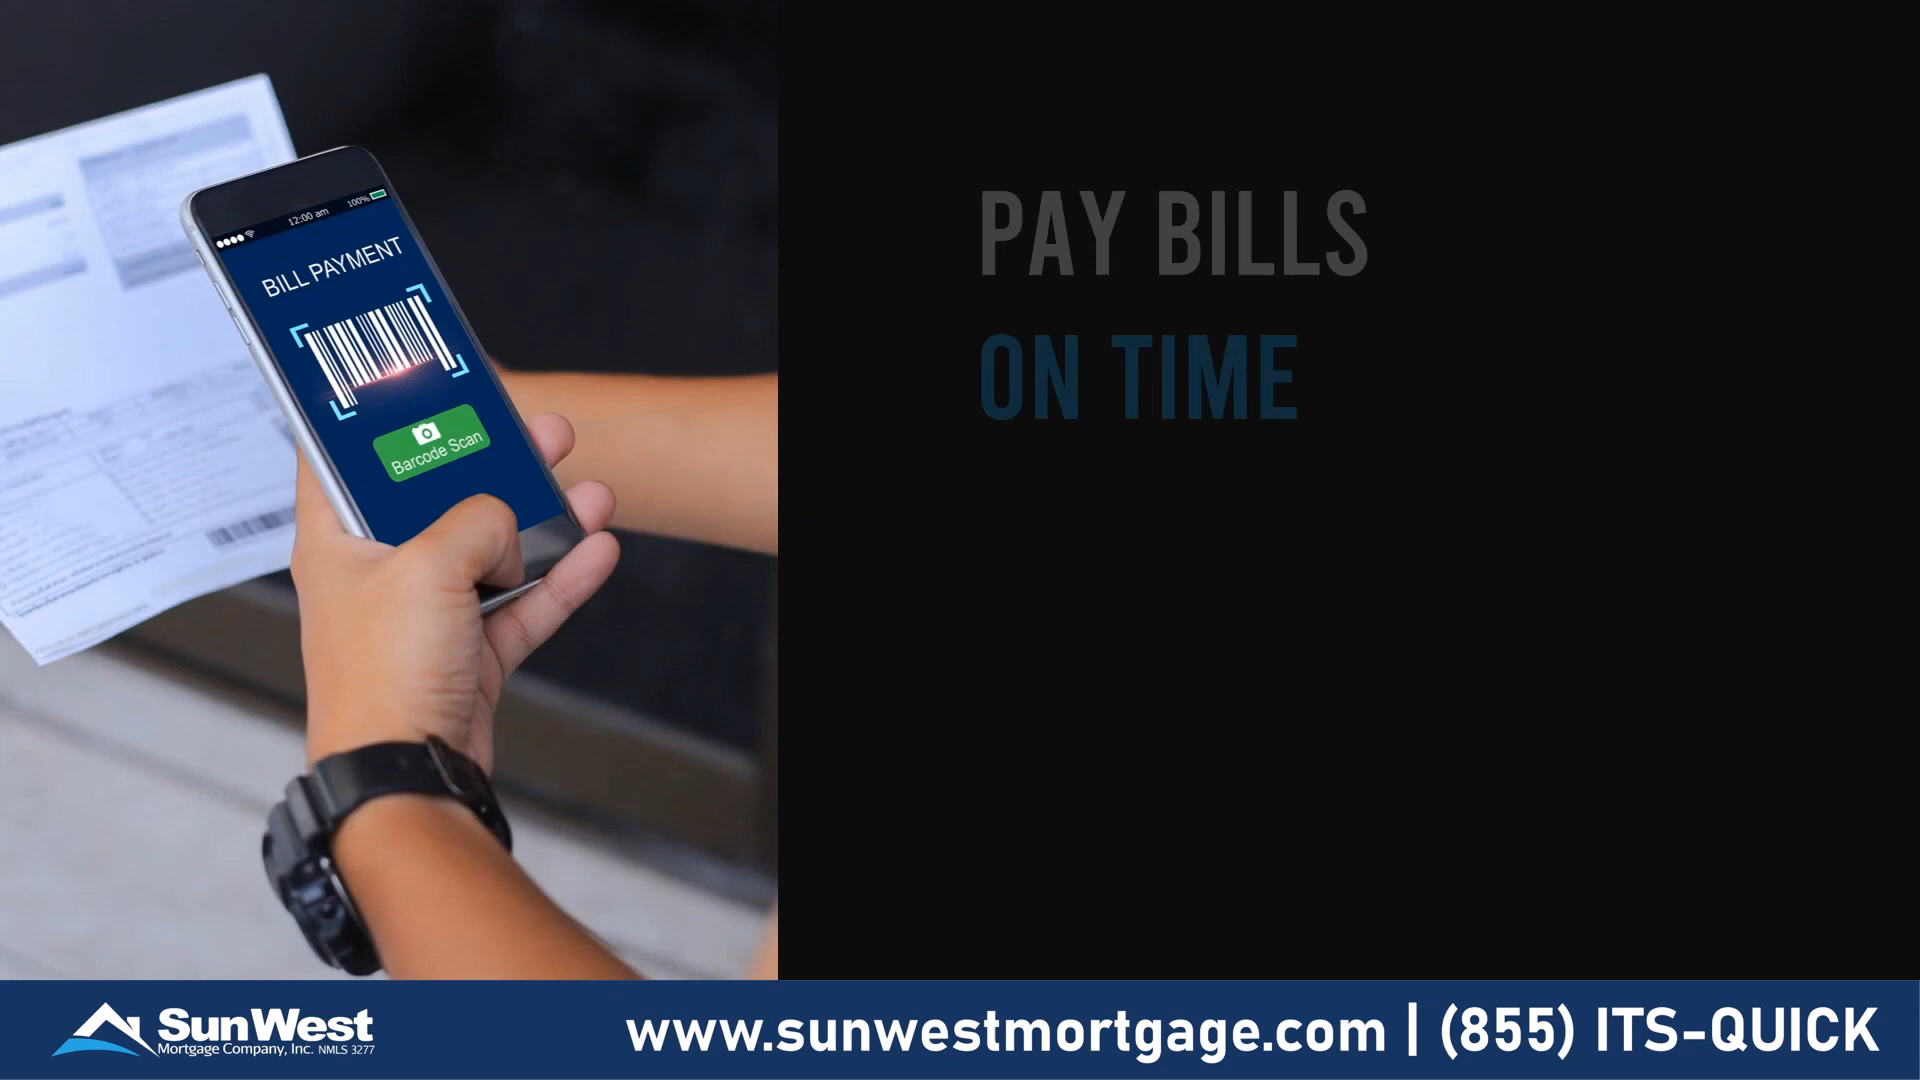 12:00 am 100%
BILL PAYMENT
Barcode Scan
PAY BILLS
ON TIME
SunWest
Mortgage Company, Inc. NMLS 3277
www.sunwestmortgage.com | (855) ITS-QUICK